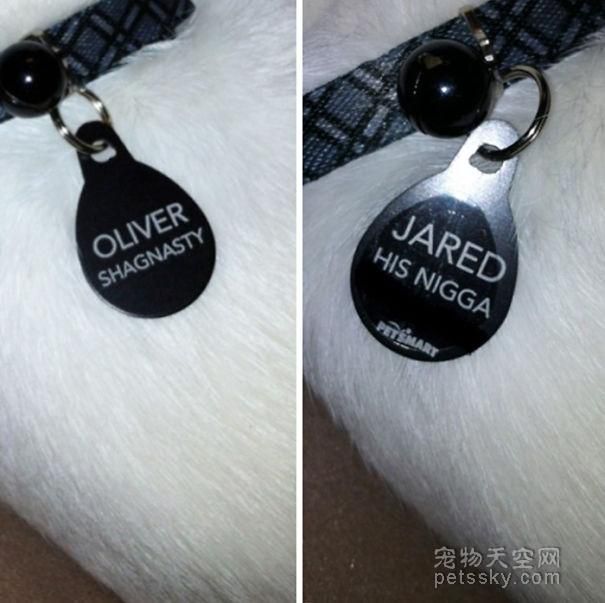 OLIVER
SHAGNASTY
JARED
HIS NIGGA
PETSMART
宠物天空网
petssky.com